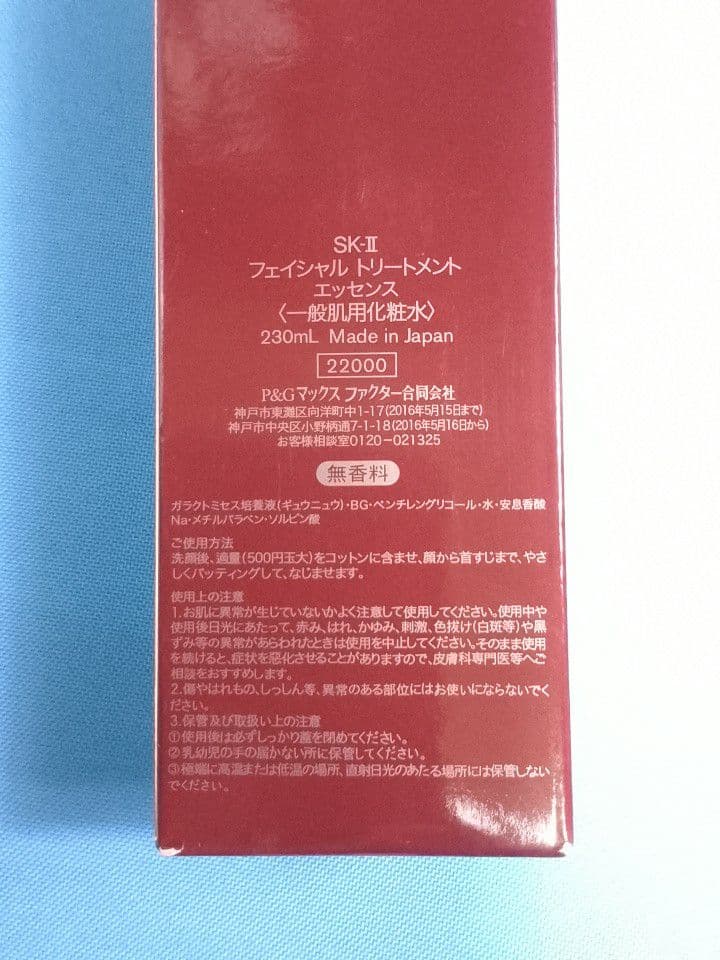 SK-II
フェイシャル トリートメント
エッセンス
〈一般肌用化粧水〉
230mL Made in Japan
22000
P&Gマックス ファクター合同会社
神戸市東灘区向洋町中1-17(2016年5月15日まで)
神戸市中央区小野柄通7-1-18(2016年5月16日から)
お客様相談室0120-021325
無香料
ガラクトミセス培養液(ギュウニュウ)・BG・ペンチレングリコール・水・安息香酸
Na・メチルパラベン・ソルビン酸
ご使用方法
洗顔後、適量(500円玉大)をコットンに含ませ、顔から首すじまで、やさ
しくパッティングして、なじませます。
使用上の注意
1.お肌に異常が生じていないかよく注意して使用してください。使用中や
使用後日光にあたって、赤み、はれ、かゆみ、刺激、色抜け(白斑等)や黒
ずみ等の異常があらわれたときは使用を中止してください。そのまま使用
を続けると、症状を悪化させることがありますので、皮膚科専門医等へご
相談をおすすめします。
2.傷やはれもの、しっしん等、異常のある部位にはお使いにならないでく
ださい。
3.保管及び取扱い上の注意
①使用後は必ずしっかり蓋を閉めてください。
②乳幼児の手の届かない所に保管してください。
③極端に高温または低温の場所、直射日光のあたる場所には保管しない
でください。